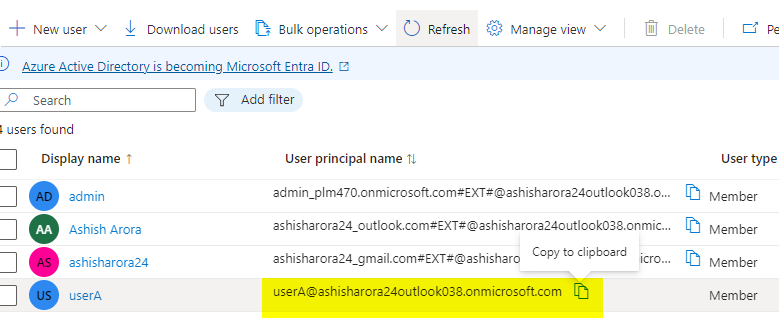 + New user Download users Bulk operations Refresh Manage view Delete Pe
Azure Active Directory is becoming Microsoft Entra ID.
Search Add filter
4 users found
Display name ↑ User principal name ↑↓ User type
AD admin admin_plm470.onmicrosoft.com#EXT#@ashisharora24outlook038.o... Member
AA Ashish Arora ashisharora24_outlook.com#EXT#@ashisharora24outlook038.onmic... Member
Copy to clipboard
AS ashisharora24 ashisharora24_gmail.com#EXT#@ashisharora micros... Member
US userA userA@ashisharora24outlook038.onmicrosoft.com Member